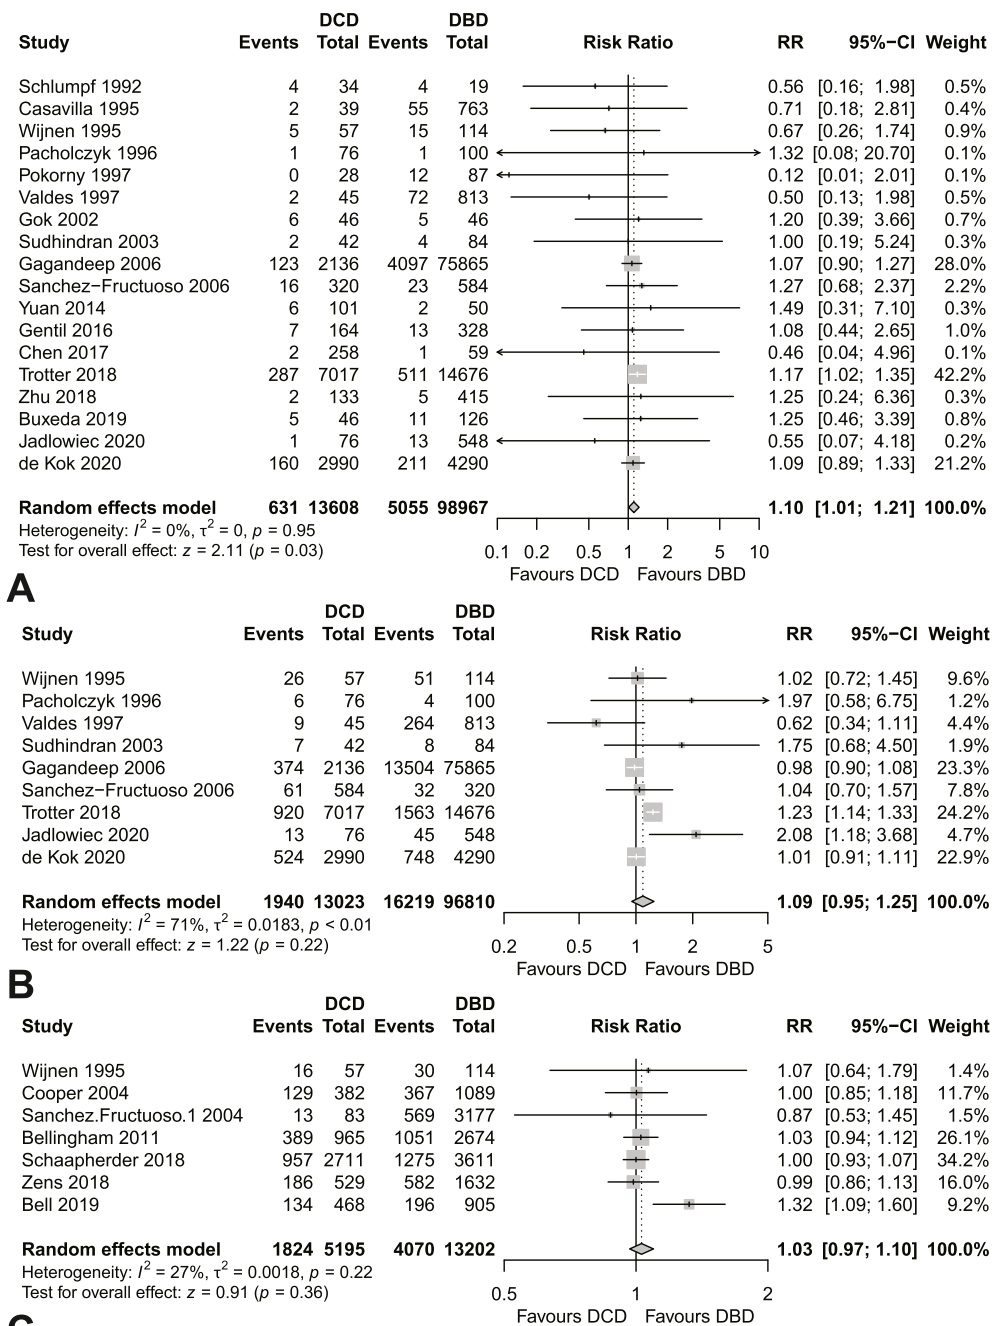 DCD DBD
Study Events Total Events Total Risk Ratio RR 95%−CI Weight
Schlumpf 1992 4 34 4 19 0.56 [0.16; 1.98] 0.5%
Casavilla 1995 2 39 55 763 0.71 [0.18; 2.81] 0.4%
Wijnen 1995 5 57 15 114 0.67 [0.26; 1.74] 0.9%
Pacholczyk 1996 1 76 1 100 1.32 [0.08; 20.70] 0.1%
Pokorny 1997 0 28 12 87 0.12 [0.01; 2.01] 0.1%
Valdes 1997 2 45 72 813 0.50 [0.13; 1.98] 0.5%
Gok 2002 6 46 5 46 1.20 [0.39; 3.66] 0.7%
Sudhindran 2003 2 42 4 84 1.00 [0.19; 5.24] 0.3%
Gagandeep 2006 123 2136 4097 75865 1.07 [0.90; 1.27] 28.0%
Sanchez−Fructuoso 2006 16 320 23 584 1.27 [0.68; 2.37] 2.2%
Yuan 2014 6 101 2 50 1.49 [0.31; 7.10] 0.3%
Gentil 2016 7 164 13 328 1.08 [0.44; 2.65] 1.0%
Chen 2017 2 258 1 59 0.46 [0.04; 4.96] 0.1%
Trotter 2018 287 7017 511 14676 1.17 [1.02; 1.35] 42.2%
Zhu 2018 2 133 5 415 1.25 [0.24; 6.36] 0.3%
Buxeda 2019 5 46 11 126 1.25 [0.46; 3.39] 0.8%
Jadlowiec 2020 1 76 13 548 0.55 [0.07; 4.18] 0.2%
de Kok 2020 160 2990 211 4290 1.09 [0.89; 1.33] 21.2%
Random effects model 631 13608 5055 98967 1.10 [1.01; 1.21] 100.0%
Heterogeneity: I² = 0%, τ² = 0, p = 0.95
Test for overall effect: z = 2.11 (p = 0.03)
0.1 0.2 0.5 1 2 5 10
Favours DCD Favours DBD
A
DCD DBD
Study Events Total Events Total Risk Ratio RR 95%−CI Weight
Wijnen 1995 26 57 51 114 1.02 [0.72; 1.45] 9.6%
Pacholczyk 1996 6 76 4 100 1.97 [0.58; 6.75] 1.2%
Valdes 1997 9 45 264 813 0.62 [0.34; 1.11] 4.4%
Sudhindran 2003 7 42 8 84 1.75 [0.68; 4.50] 1.9%
Gagandeep 2006 374 2136 13504 75865 0.98 [0.90; 1.08] 23.3%
Sanchez−Fructuoso 2006 61 584 32 320 1.04 [0.70; 1.57] 7.8%
Trotter 2018 920 7017 1563 14676 1.23 [1.14; 1.33] 24.2%
Jadlowiec 2020 13 76 45 548 2.08 [1.18; 3.68] 4.7%
de Kok 2020 524 2990 748 4290 1.01 [0.91; 1.11] 22.9%
Random effects model 1940 13023 16219 96810 1.09 [0.95; 1.25] 100.0%
Heterogeneity: I² = 71%, τ² = 0.0183, p < 0.01
Test for overall effect: z = 1.22 (p = 0.22)
0.2 0.5 1 2 5
Favours DCD Favours DBD
B
DCD DBD
Study Events Total Events Total Risk Ratio RR 95%−CI Weight
Wijnen 1995 16 57 30 114 1.07 [0.64; 1.79] 1.4%
Cooper 2004 129 382 367 1089 1.00 [0.85; 1.18] 11.7%
Sanchez.Fructuoso.1 2004 13 83 569 3177 0.87 [0.53; 1.45] 1.5%
Bellingham 2011 389 965 1051 2674 1.03 [0.94; 1.12] 26.1%
Schaapherder 2018 957 2711 1275 3611 1.00 [0.93; 1.07] 34.2%
Zens 2018 186 529 582 1632 0.99 [0.86; 1.13] 16.0%
Bell 2019 134 468 196 905 1.32 [1.09; 1.60] 9.2%
Random effects model 1824 5195 4070 13202 1.03 [0.97; 1.10] 100.0%
Heterogeneity: I² = 27%, τ² = 0.0018, p = 0.22
Test for overall effect: z = 0.91 (p = 0.36)
0.5 1 2
Favours DCD Favours DBD